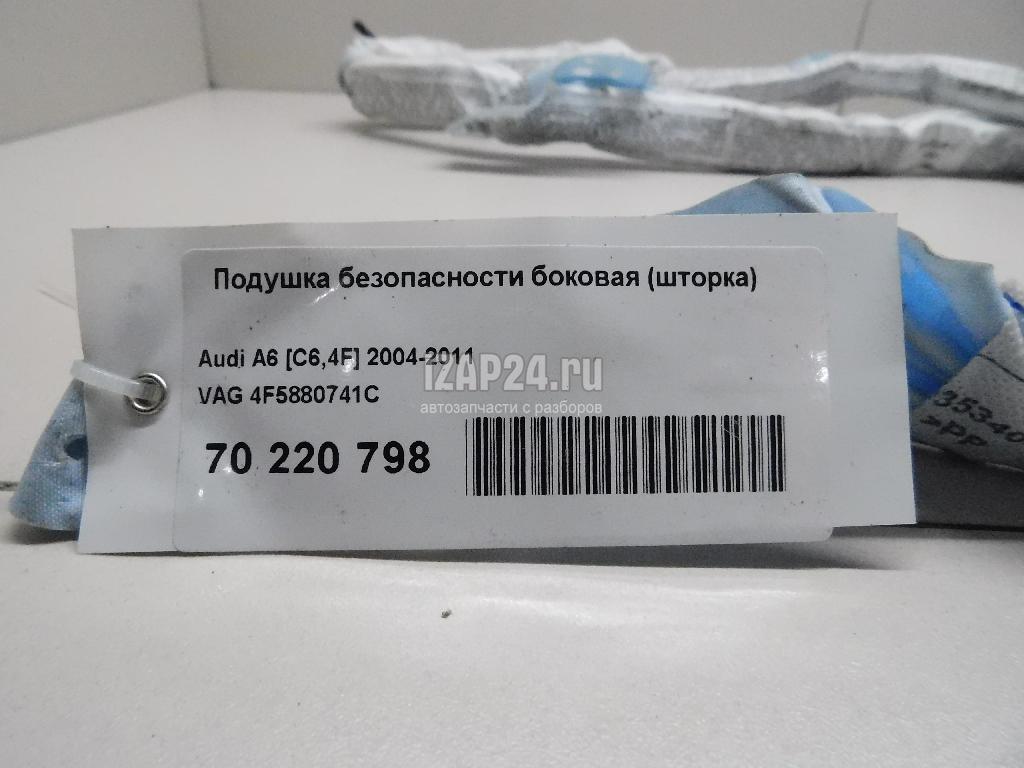 Подушка безопасности боковая (шторка)
Audi A6 [C6,4F] 2004-2011
VAG 4F5880741C
IZAP24.ru
автозапчасти с разборов
70 220 798
35340